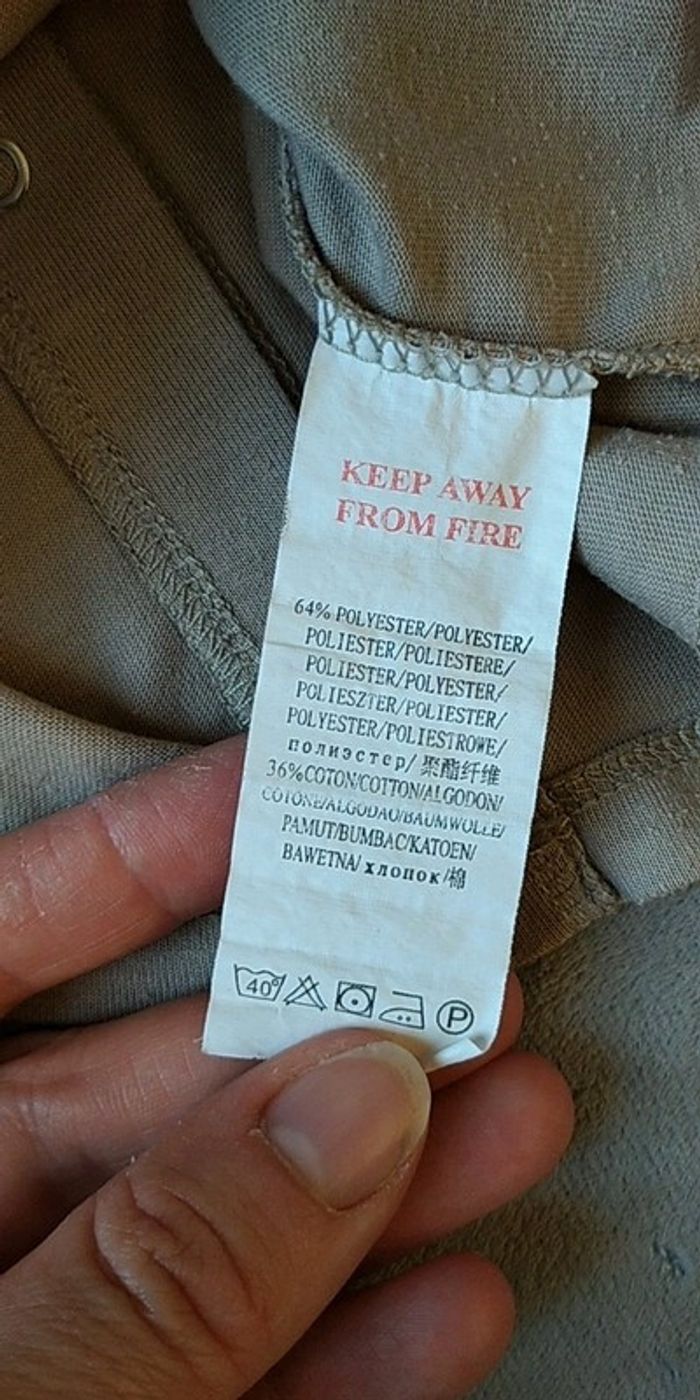 KEEP AWAY
FROM FIRE
64% POLYESTER/POLYESTER/
POLIESTER/POLIESTERE/
POLIESTER/POLYESTER/
POLIESZTER/POLIESTER/
POLYESTER/POLIESTROWE/
полиэстер/ 聚酯纤维
36%COTON/COTTON/ALGODON/
COTONE/ALGODAO/BAUMWOLLE/
PAMUT/BUMBAC/KATOEN/
BAWETNA/ хлопок/棉
40° P